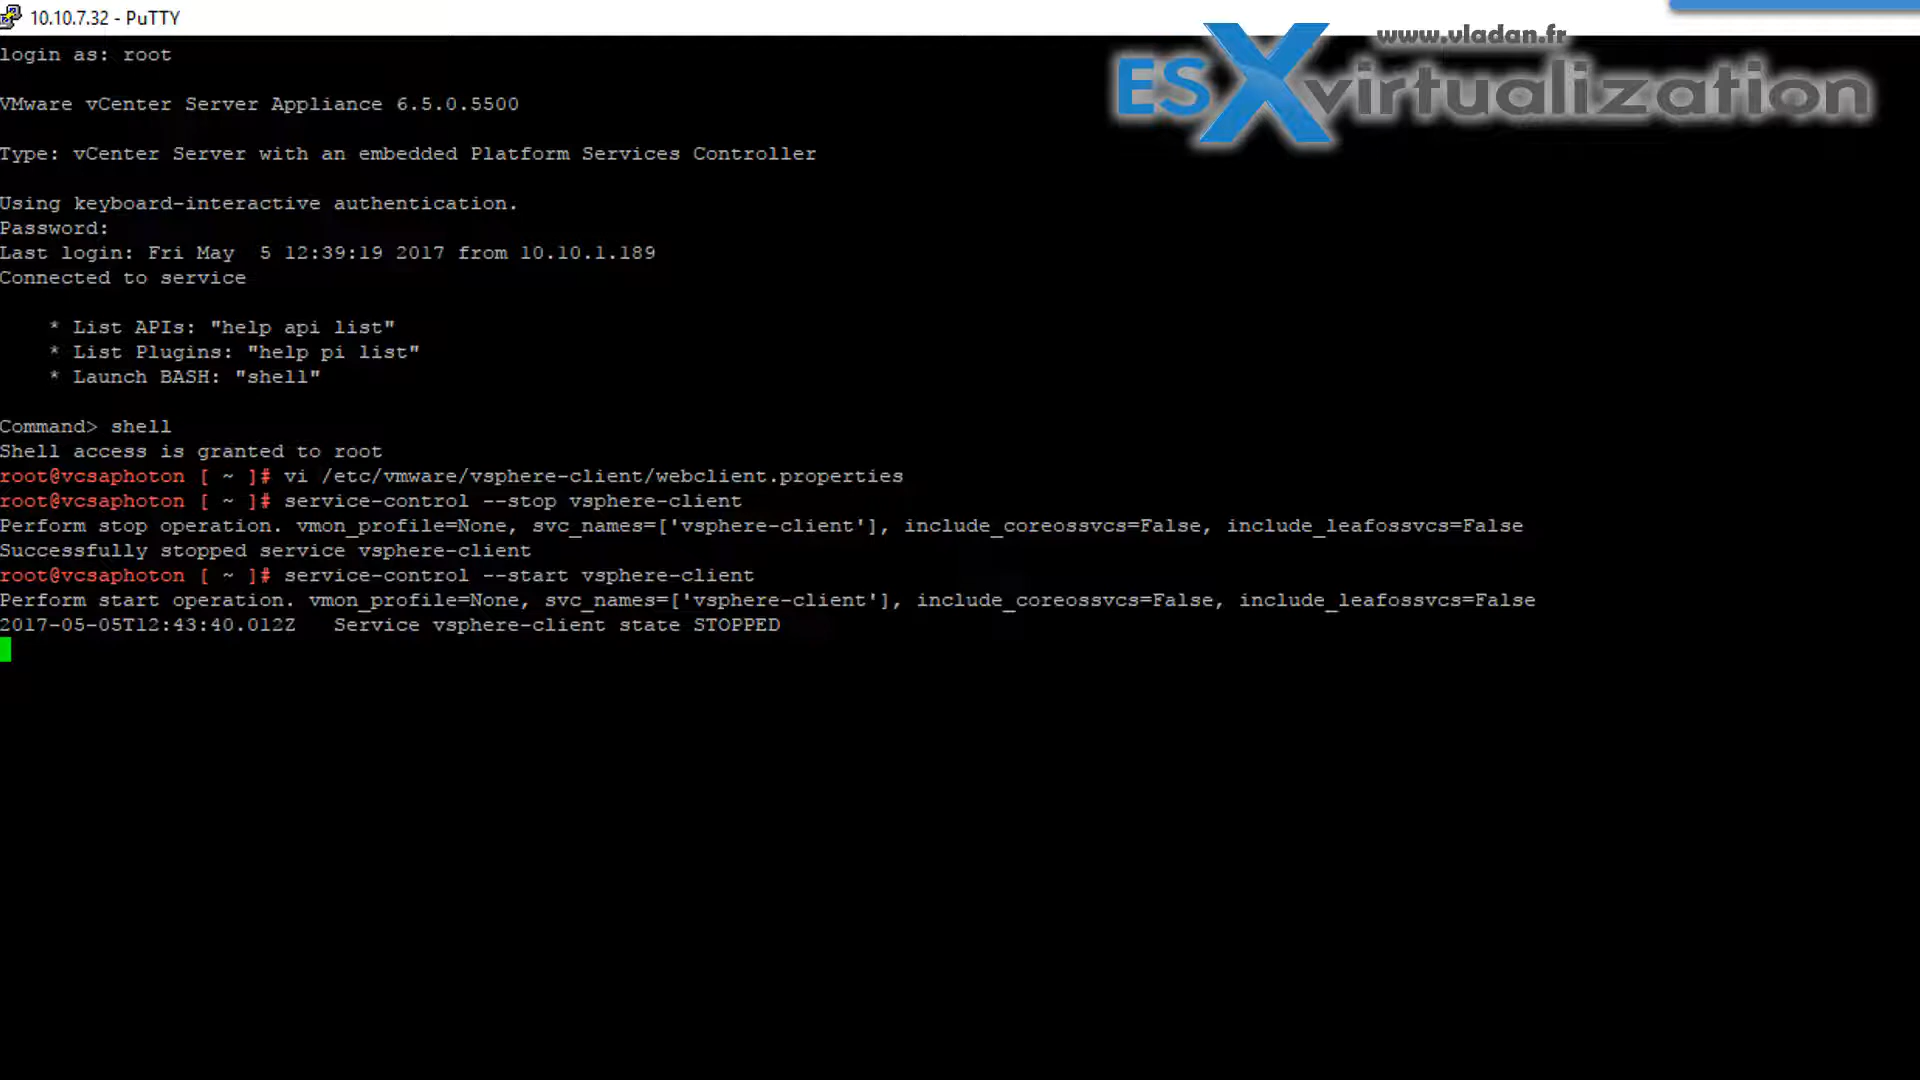 10.10.7.32 - PuTTY
www.vladan.fr
ESXvirtualization
login as: root
VMware vCenter Server Appliance 6.5.0.5500
Type: vCenter Server with an embedded Platform Services Controller
Using keyboard-interactive authentication.
Password:
Last login: Fri May  5 12:39:19 2017 from 10.10.1.189
Connected to service
    * List APIs: "help api list"
    * List Plugins: "help pi list"
    * Launch BASH: "shell"
Command> shell
Shell access is granted to root
root@vcsaphoton [ ~ ]# vi /etc/vmware/vsphere-client/webclient.properties
root@vcsaphoton [ ~ ]# service-control --stop vsphere-client
Perform stop operation. vmon_profile=None, svc_names=['vsphere-client'], include_coreossvcs=False, include_leafossvcs=False
Successfully stopped service vsphere-client
root@vcsaphoton [ ~ ]# service-control --start vsphere-client
Perform start operation. vmon_profile=None, svc_names=['vsphere-client'], include_coreossvcs=False, include_leafossvcs=False
2017-05-05T12:43:40.012Z   Service vsphere-client state STOPPED